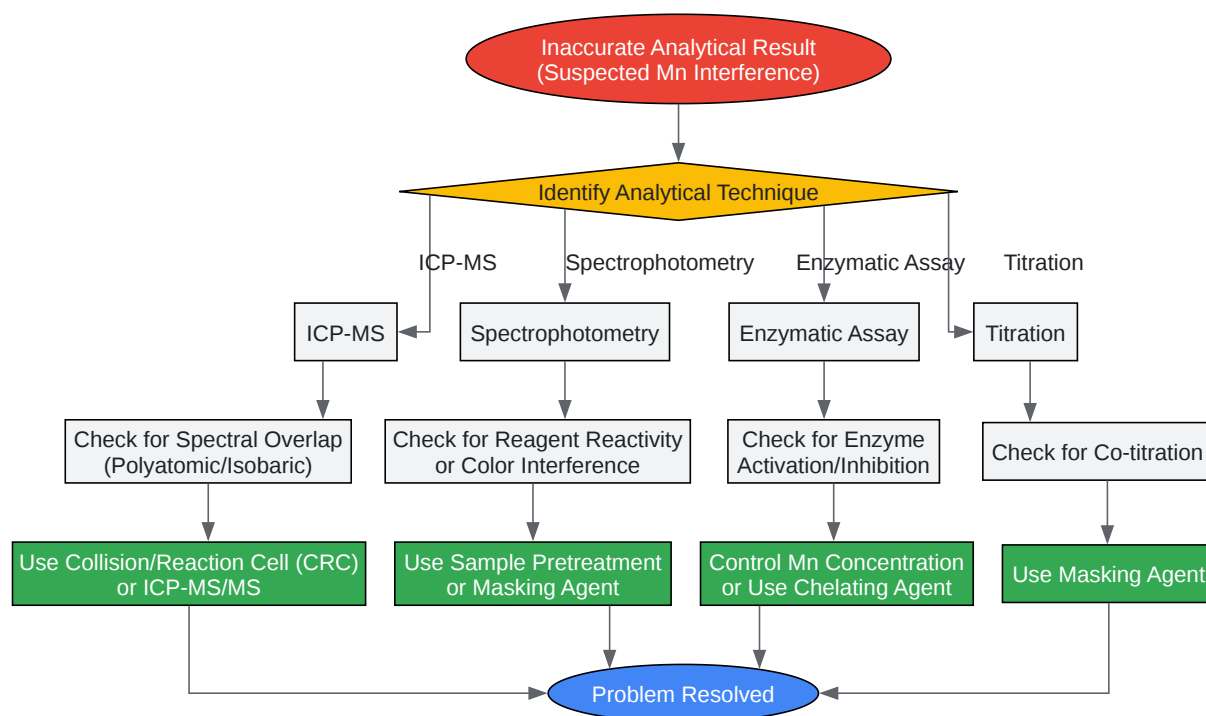 Inaccurate Analytical Result
(Suspected Mn Interference)
Identify Analytical Technique
ICP-MS
Spectrophotometry
Enzymatic Assay
Titration
ICP-MS
Spectrophotometry
Enzymatic Assay
Titration
Check for Spectral Overlap
(Polyatomic/Isobaric)
Check for Reagent Reactivity
or Color Interference
Check for Enzyme
Activation/Inhibition
Check for Co-titration
Use Collision/Reaction Cell (CRC)
or ICP-MS/MS
Use Sample Pretreatment
or Masking Agent
Control Mn Concentration
or Use Chelating Agent
Use Masking Agent
Problem Resolved